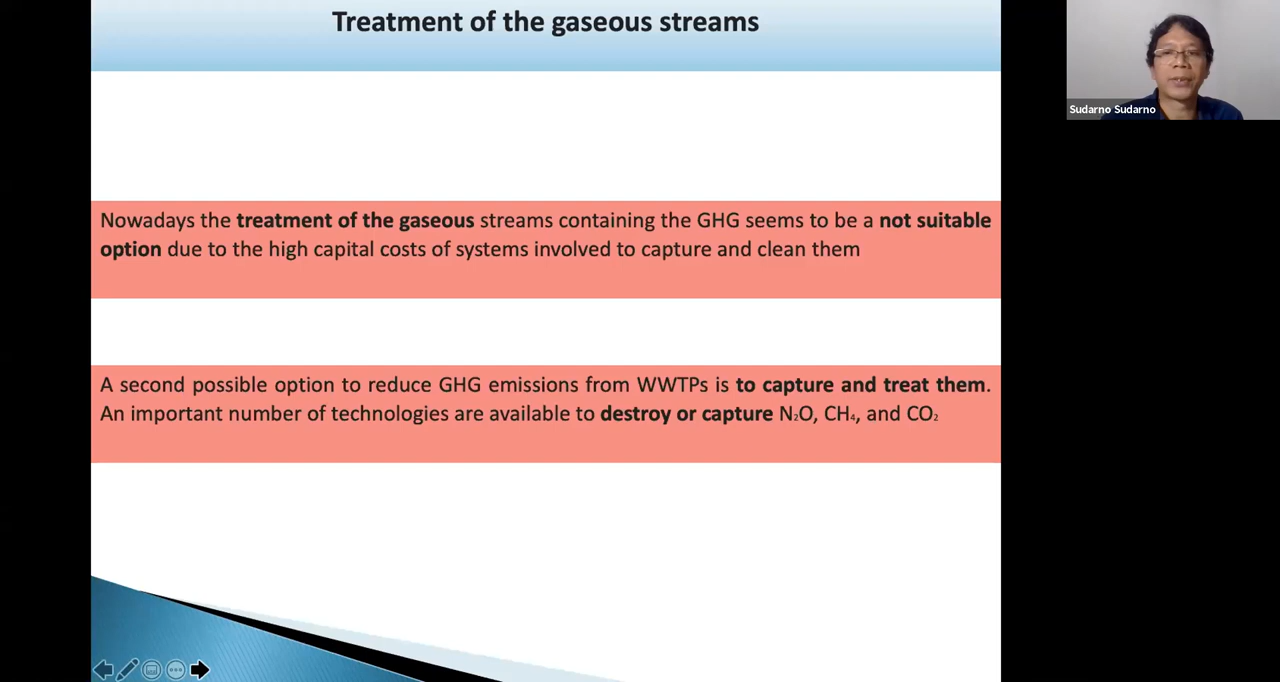 Treatment of the gaseous streams
Sudarno Sudarno
Nowadays the treatment of the gaseous streams containing the GHG seems to be a not suitable
option due to the high capital costs of systems involved to capture and clean them
A second possible option to reduce GHG emissions from WWTPs is to capture and treat them.
An important number of technologies are available to destroy or capture N₂O, CH₄, and CO₂